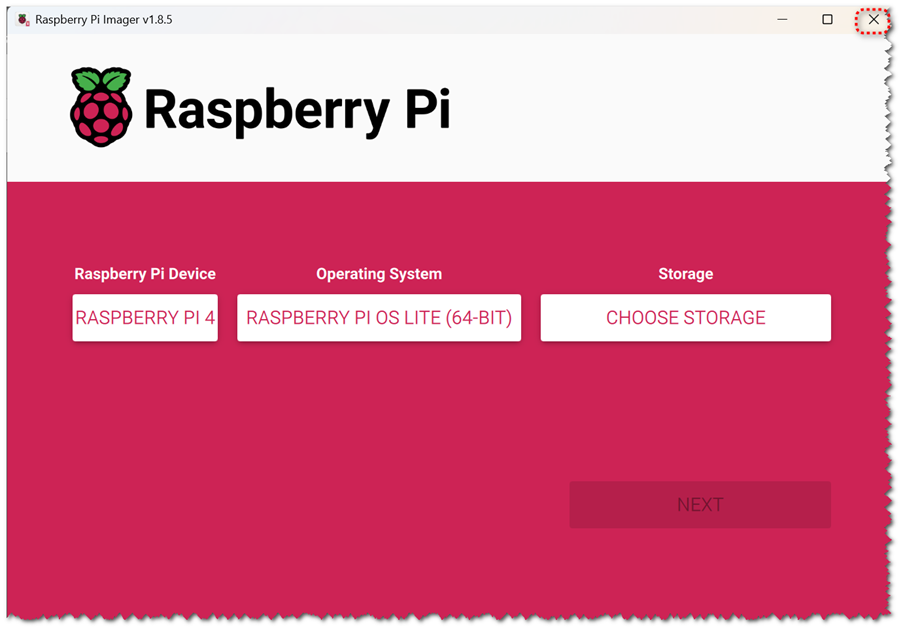 Raspberry Pi Imager v1.8.5
Raspberry Pi
Raspberry Pi Device
Operating System
Storage
RASPBERRY PI 4
RASPBERRY PI OS LITE (64-BIT)
CHOOSE STORAGE
NEXT